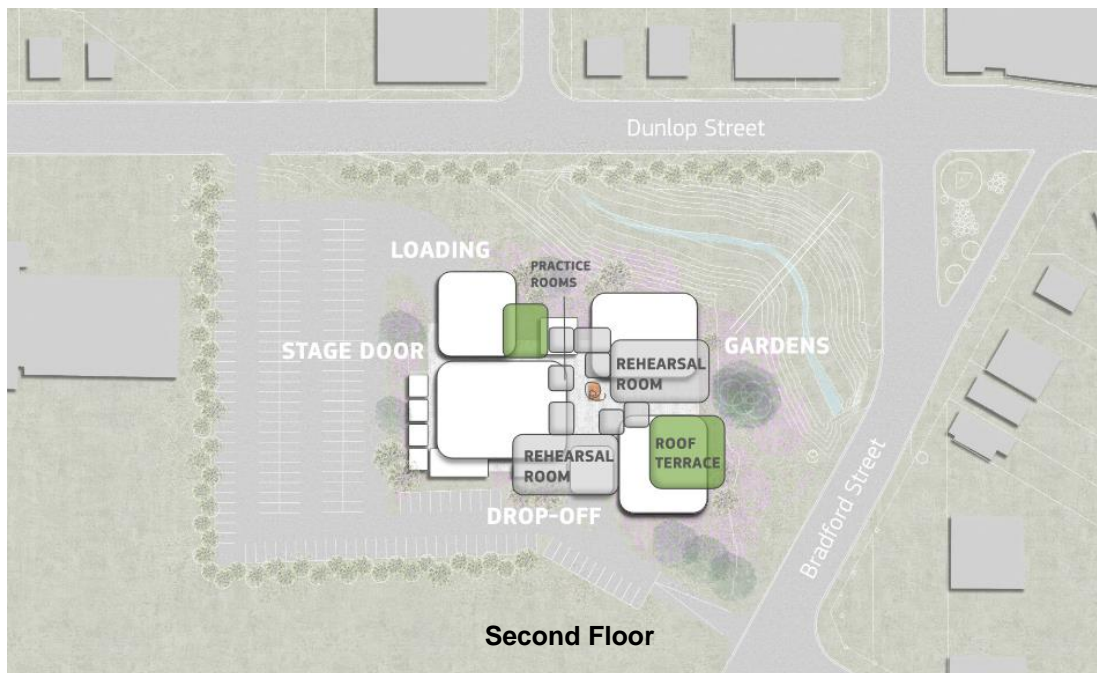 Dunlop Street
LOADING
PRACTICE
ROOMS
STAGE DOOR
GARDENS
REHEARSAL
ROOM
ROOF
TERRACE
REHEARSAL
ROOM
DROP-OFF
Bradford Street
Second Floor